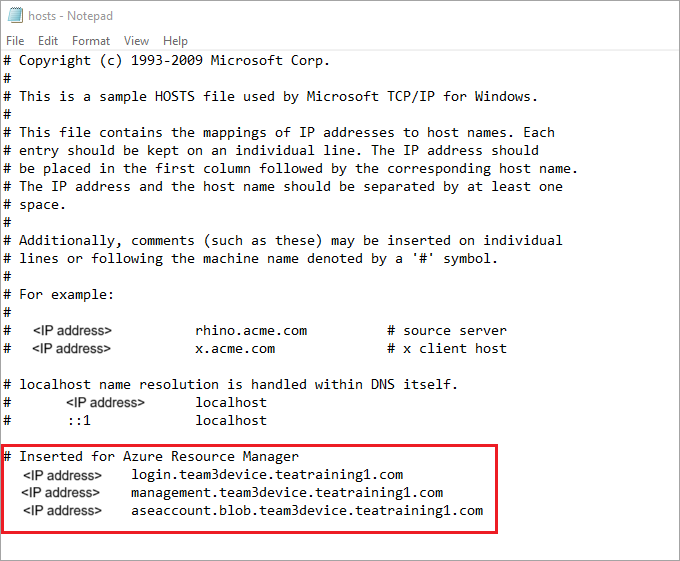 hosts - Notepad
File Edit Format View Help
# Copyright (c) 1993-2009 Microsoft Corp.
#
# This is a sample HOSTS file used by Microsoft TCP/IP for Windows.
#
# This file contains the mappings of IP addresses to host names. Each
# entry should be kept on an individual line. The IP address should
# be placed in the first column followed by the corresponding host name.
# The IP address and the host name should be separated by at least one
# space.
#
# Additionally, comments (such as these) may be inserted on individual
# lines or following the machine name denoted by a '#' symbol.
#
# For example:
#
# <IP address> rhino.acme.com # source server
# <IP address> x.acme.com # x client host
# localhost name resolution is handled within DNS itself.
# <IP address> localhost
# ::1 localhost
# Inserted for Azure Resource Manager
<IP address> login.team3device.teatraining1.com
<IP address> management.team3device.teatraining1.com
<IP address> aseaccount.blob.team3device.teatraining1.com